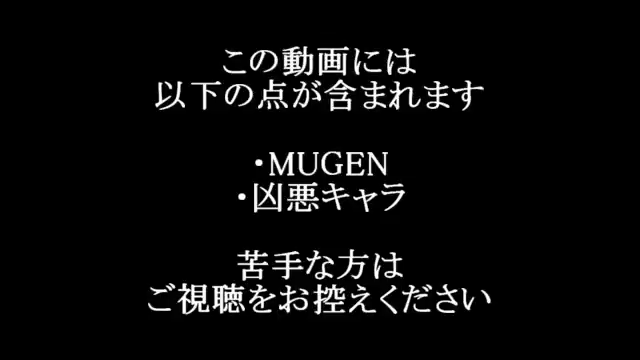 この動画には
以下の点が含まれます
・MUGEN
・凶悪キャラ
苦手な方は
ご視聴をお控えください